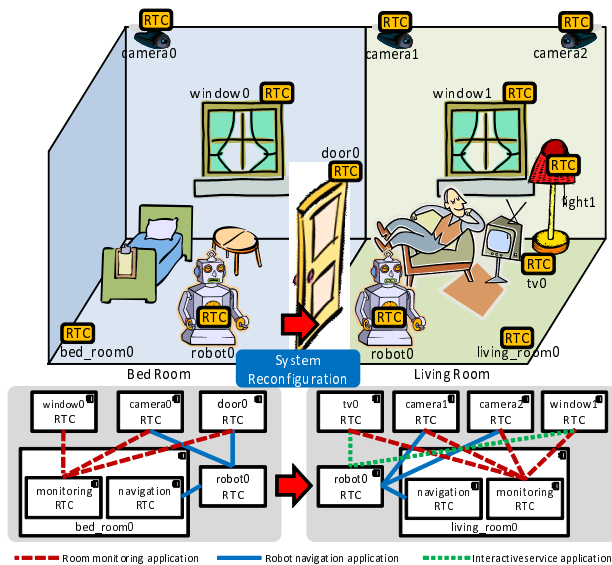 RTC
RTC
RTC
camera0
camera1
camera2
window0
RTC
window1
RTC
door0
RTC
RTC
light1
RTC
tv0
RTC
bed_room0
RTC
robot0
RTC
robot0
RTC
living_room0
Bed Room
System
Reconfiguration
Living Room
window0
RTC
camera0
RTC
door0
RTC
monitoring
RTC
navigation
RTC
robot0
RTC
bed_room0
tv0
RTC
camera1
RTC
camera2
RTC
window1
RTC
robot0
RTC
navigation
RTC
monitoring
RTC
living_room0
Room monitoring application
Robot navigation application
Interactive service application